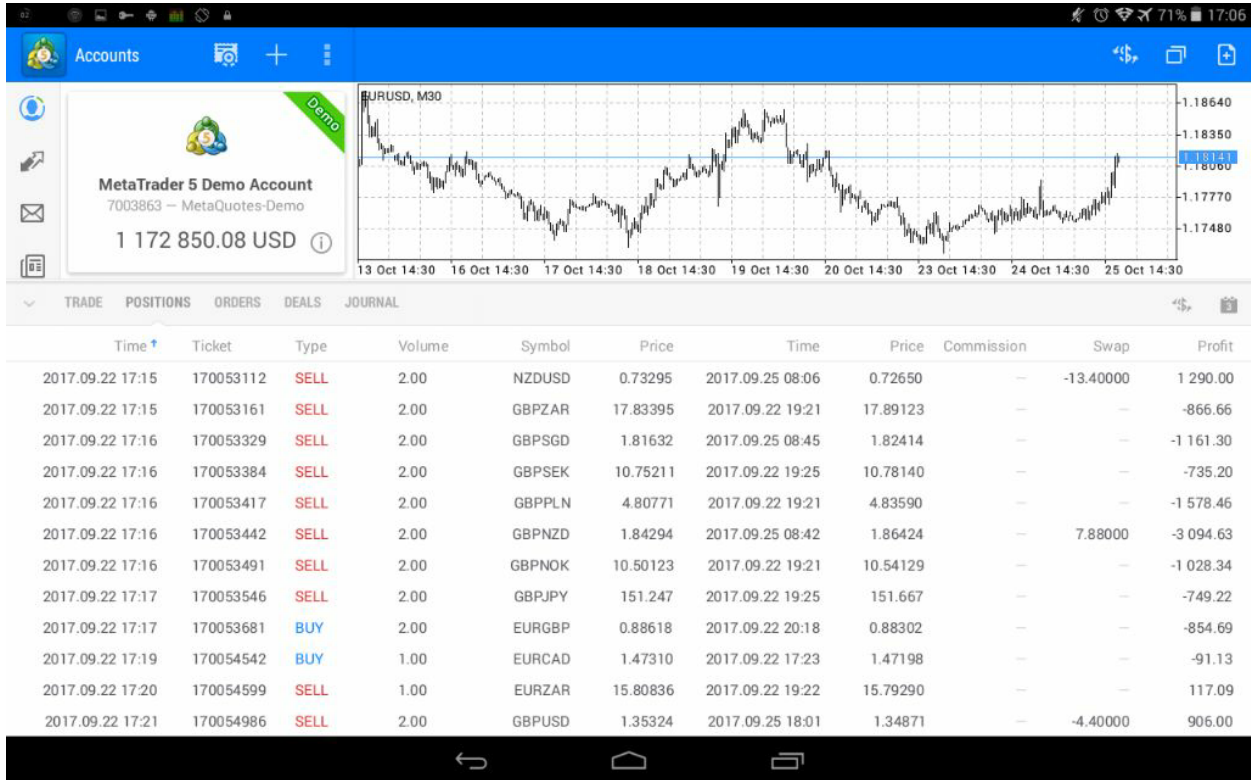 02 71% 17:06
Accounts
Demo
5
MetaTrader 5 Demo Account
7003863 — MetaQuotes-Demo
1 172 850.08 USD
EURUSD, M30
1.18640
1.18350
1.18141
1.18060
1.17770
1.17480
13 Oct 14:30 16 Oct 14:30 17 Oct 14:30 18 Oct 14:30 19 Oct 14:30 20 Oct 14:30 23 Oct 14:30 24 Oct 14:30 25 Oct 14:30
TRADE POSITIONS ORDERS DEALS JOURNAL
Time Ticket Type Volume Symbol Price Time Price Commission Swap Profit
2017.09.22 17:15 170053112 SELL 2.00 NZDUSD 0.73295 2017.09.25 08:06 0.72650 — -13.40000 1 290.00
2017.09.22 17:15 170053161 SELL 2.00 GBPZAR 17.83395 2017.09.22 19:21 17.89123 — — -866.66
2017.09.22 17:16 170053329 SELL 2.00 GBPSGD 1.81632 2017.09.25 08:45 1.82414 — — -1 161.30
2017.09.22 17:16 170053384 SELL 2.00 GBPSEK 10.75211 2017.09.22 19:25 10.78140 — — -735.20
2017.09.22 17:16 170053417 SELL 2.00 GBPPLN 4.80771 2017.09.22 19:21 4.83590 — — -1 578.46
2017.09.22 17:16 170053442 SELL 2.00 GBPNZD 1.84294 2017.09.25 08:42 1.86424 — 7.88000 -3 094.63
2017.09.22 17:16 170053491 SELL 2.00 GBPNOK 10.50123 2017.09.22 19:21 10.54129 — — -1 028.34
2017.09.22 17:17 170053546 SELL 2.00 GBPJPY 151.247 2017.09.22 19:25 151.667 — — -749.22
2017.09.22 17:17 170053681 BUY 2.00 EURGBP 0.88618 2017.09.22 20:18 0.88302 — — -854.69
2017.09.22 17:19 170054542 BUY 1.00 EURCAD 1.47310 2017.09.22 17:23 1.47198 — — -91.13
2017.09.22 17:20 170054599 SELL 1.00 EURZAR 15.80836 2017.09.22 19:22 15.79290 — — 117.09
2017.09.22 17:21 170054986 SELL 2.00 GBPUSD 1.35324 2017.09.25 18:01 1.34871 — -4.40000 906.00